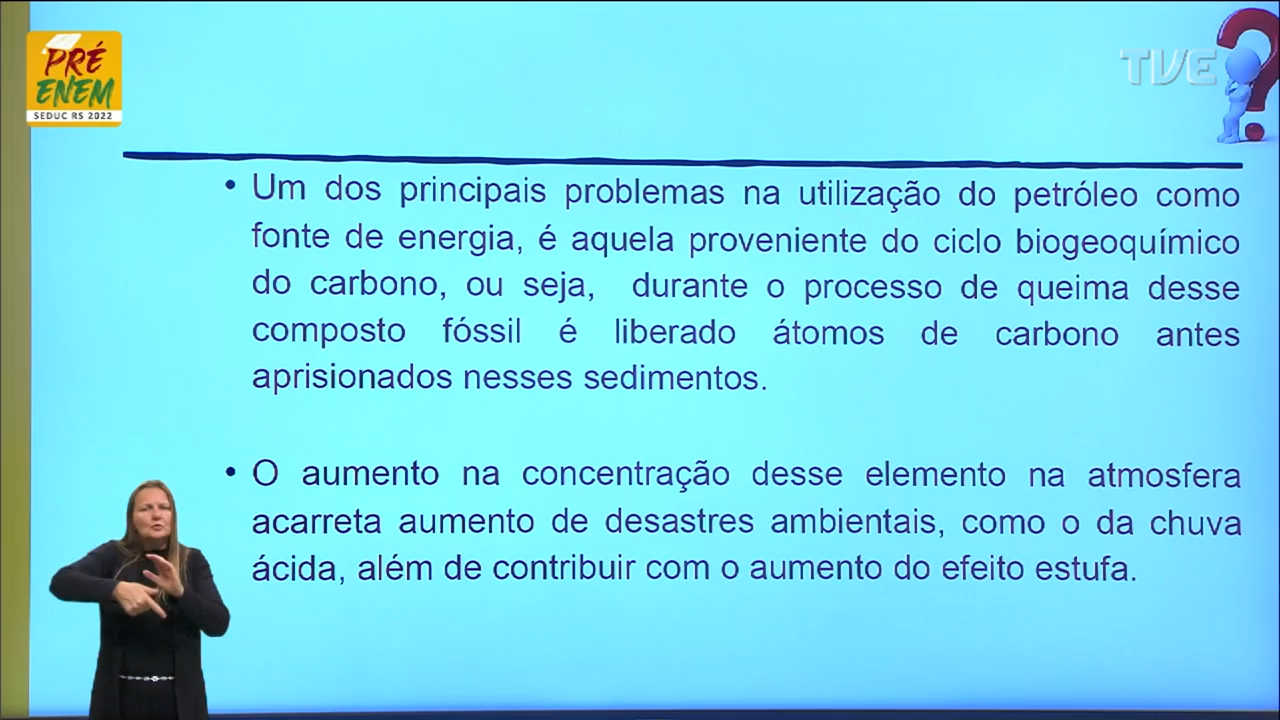 PRÉ
ENEM
SEDUC RS 2022
TVE
• Um dos principais problemas na utilização do petróleo como
fonte de energia, é aquela proveniente do ciclo biogeoquímico
do carbono, ou seja, durante o processo de queima desse
composto fóssil é liberado átomos de carbono antes
aprisionados nesses sedimentos.
• O aumento na concentração desse elemento na atmosfera
acarreta aumento de desastres ambientais, como o da chuva
ácida, além de contribuir com o aumento do efeito estufa.